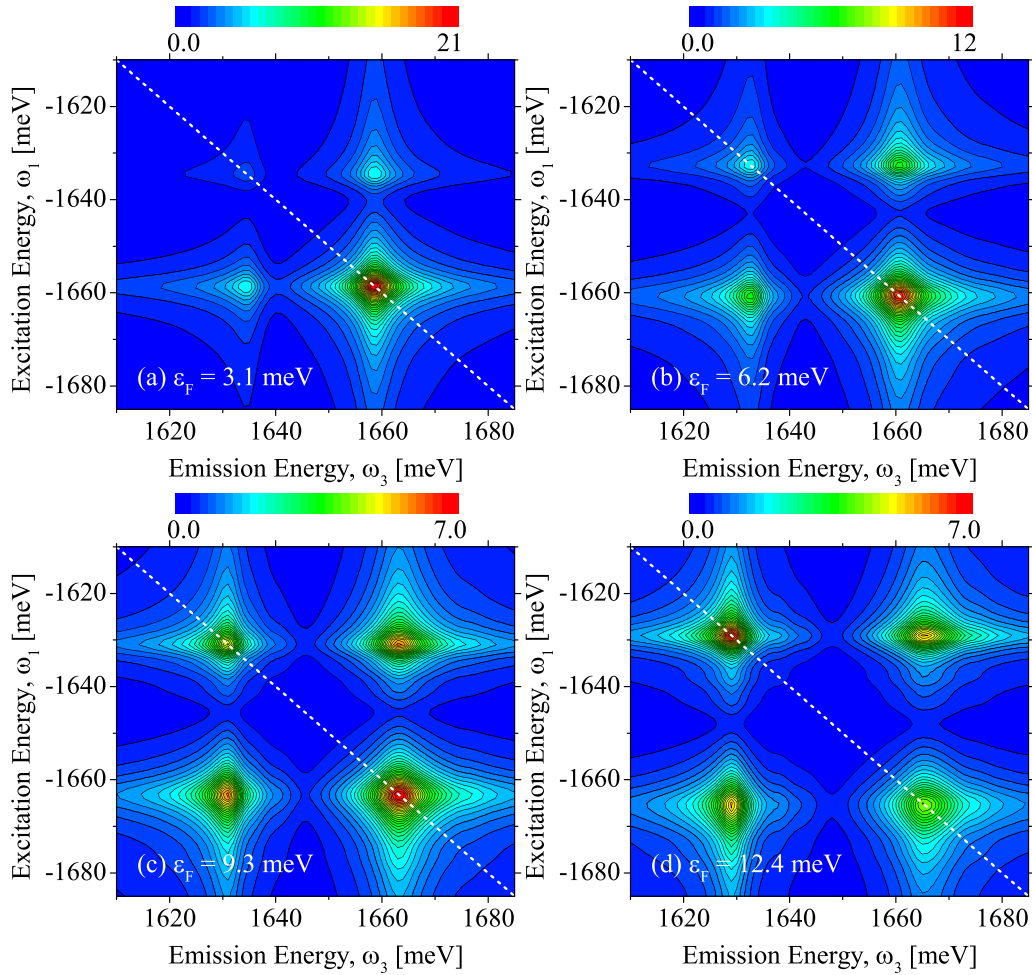 0.0 21
Excitation Energy, ω₁ [meV]
-1620
-1640
-1660
-1680
(a) ε_F = 3.1 meV
1620 1640 1660 1680
Emission Energy, ω₃ [meV]
0.0 12
Excitation Energy, ω₁ [meV]
-1620
-1640
-1660
-1680
(b) ε_F = 6.2 meV
1620 1640 1660 1680
Emission Energy, ω₃ [meV]
0.0 7.0
Excitation Energy, ω₁ [meV]
-1620
-1640
-1660
-1680
(c) ε_F = 9.3 meV
1620 1640 1660 1680
Emission Energy, ω₃ [meV]
0.0 7.0
Excitation Energy, ω₁ [meV]
-1620
-1640
-1660
-1680
(d) ε_F = 12.4 meV
1620 1640 1660 1680
Emission Energy, ω₃ [meV]